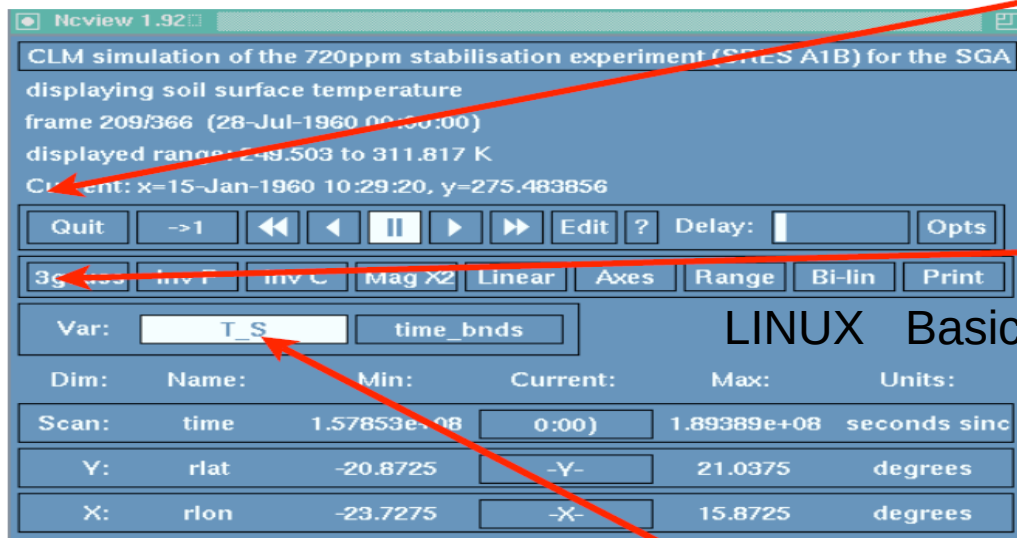 Ncview 1.92
CLM simulation of the 720ppm stabilisation experiment (SRES A1B) for the SGA
displaying soil surface temperature
frame 209/366 (28-Jul-1960 00:00:00)
displayed range: 249.503 to 311.817 K
Current: x=15-Jan-1960 10:29:20, y=275.483856
Quit ->1 Edit ? Delay: Opts
Inv P Inv C Mag X2 Linear Axes Range Bi-lin Print
Var: T_S time_bnds
LINUX Basic
Dim: Name: Min: Current: Max: Units:
Scan: time 1.57853e+08 0:00) 1.89389e+08 seconds sinc
Y: rlat -20.8725 -Y- 21.0375 degrees
X: rlon -23.7275 -X- 15.8725 degrees